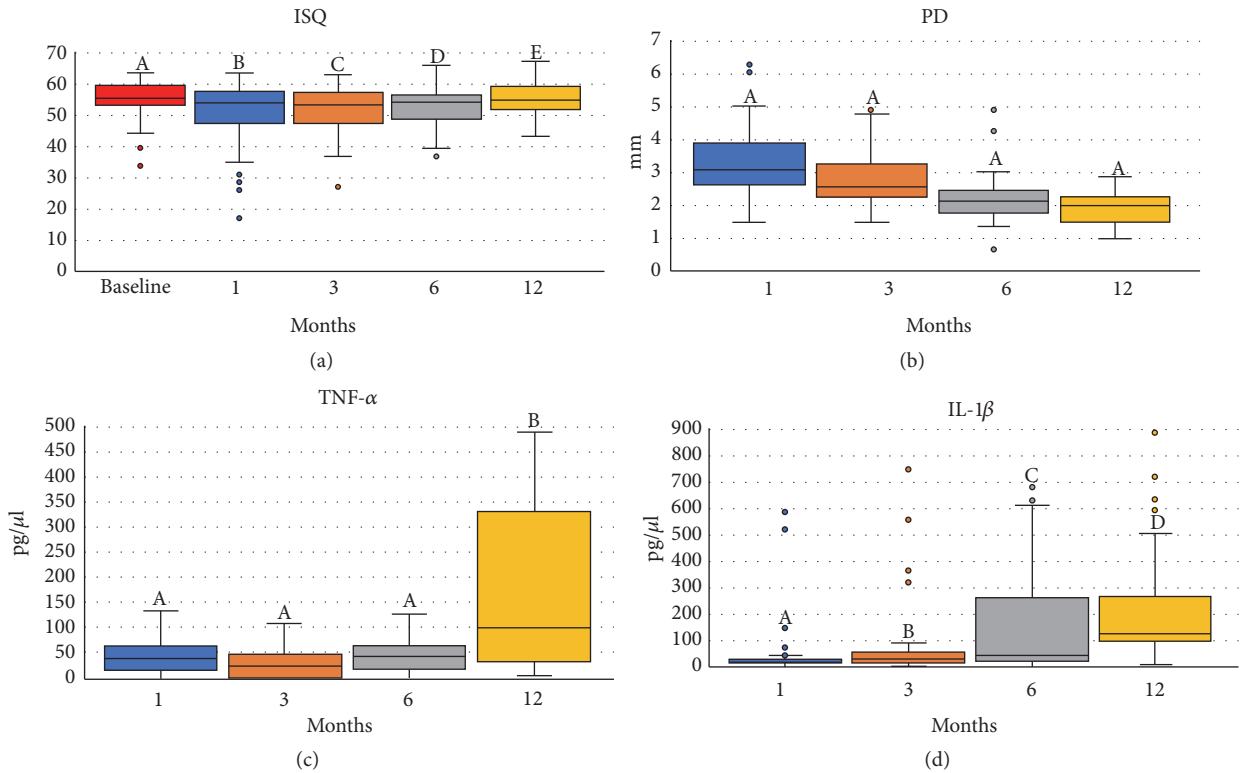 ISQ
70
60
50
40
30
20
10
0
A
B
C
D
E
Baseline
1
3
6
12
Months
(a)
PD
mm
7
6
5
4
3
2
1
0
A
A
A
A
1
3
6
12
Months
(b)
TNF-α
pg/μl
500
450
400
350
300
250
200
150
100
50
0
A
A
A
B
1
3
6
12
Months
(c)
IL-1β
pg/μl
900
800
700
600
500
400
300
200
100
0
A
B
C
D
1
3
6
12
Months
(d)